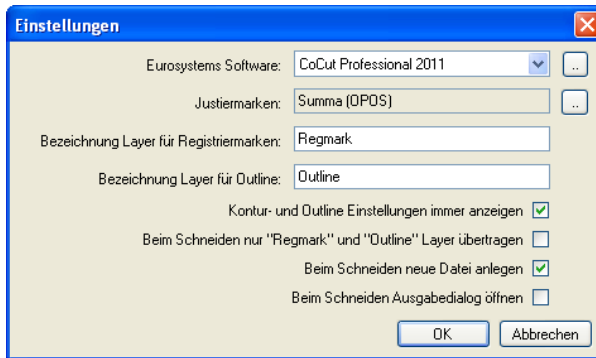 Einstellungen
Eurosystems Software: CoCut Professional 2011 ..
Justiermarken: Summa (OPOS) ..
Bezeichnung Layer für Registriermarken: Regmark
Bezeichnung Layer für Outline: Outline
Kontur- und Outline Einstellungen immer anzeigen
Beim Schneiden nur "Regmark" und "Outline" Layer übertragen
Beim Schneiden neue Datei anlegen
Beim Schneiden Ausgabedialog öffnen
OK Abbrechen